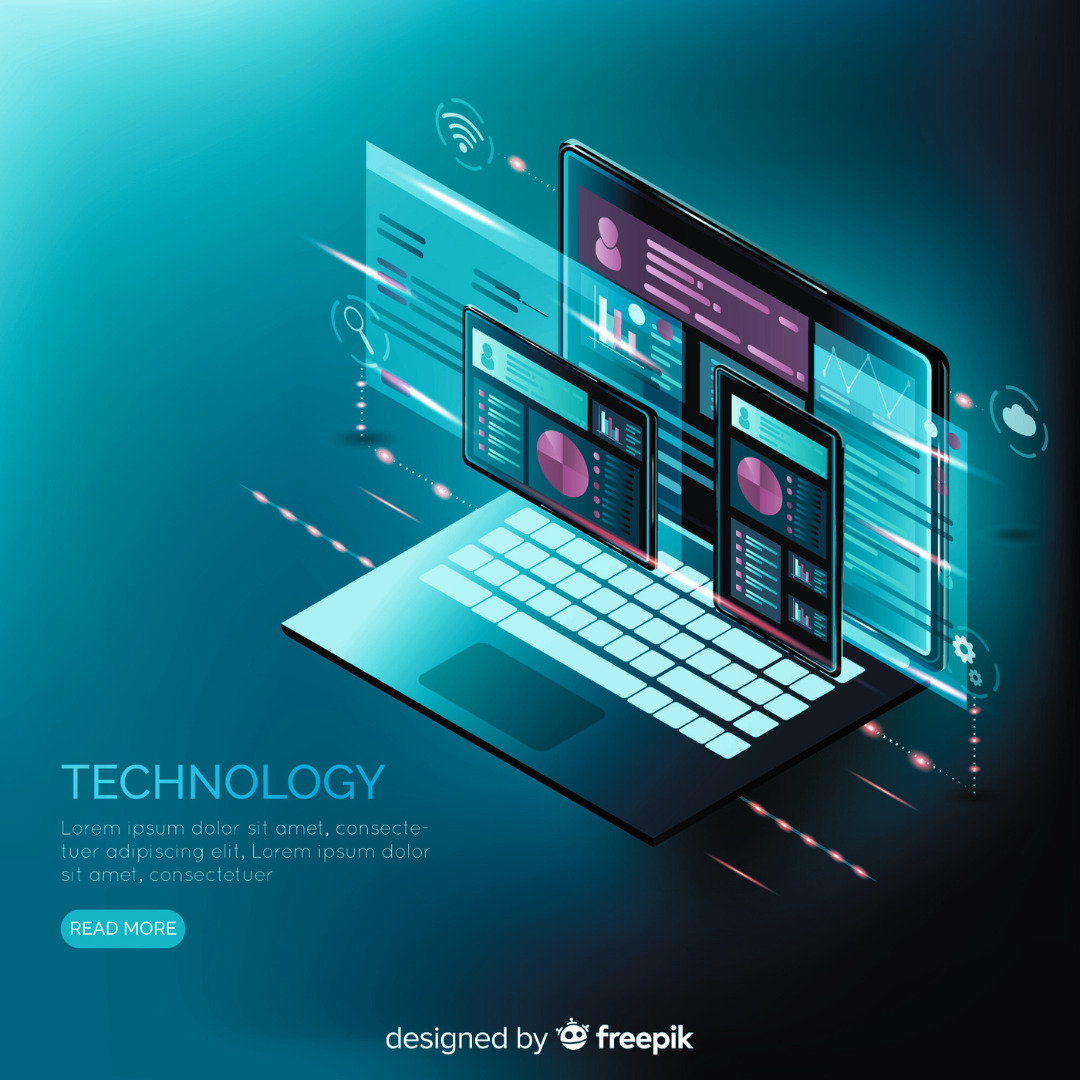 TECHNOLOGY
Lorem ipsum dolor sit amet, consecte-
tuer adipiscing elit, Lorem ipsum dolor
sit amet, consectetuer
READ MORE
designed by freepik